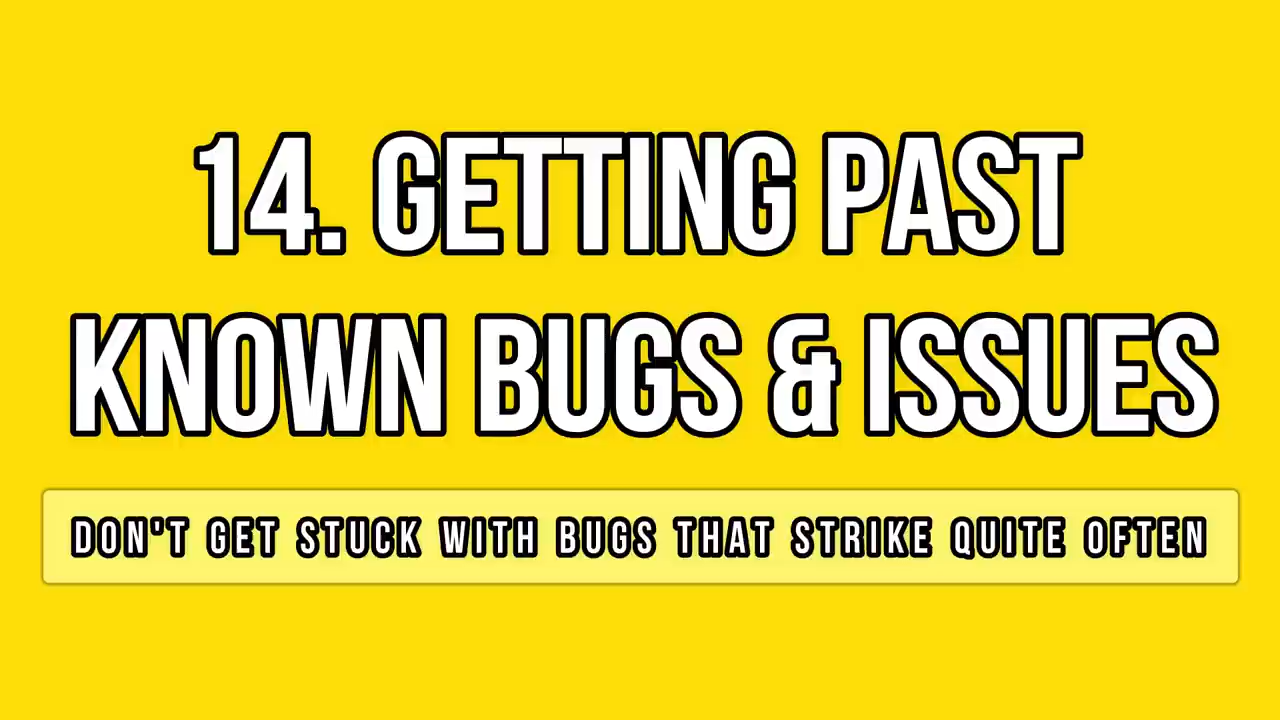 14. GETTING PAST
KNOWN BUGS & ISSUES
DON'T GET STUCK WITH BUGS THAT STRIKE QUITE OFTEN